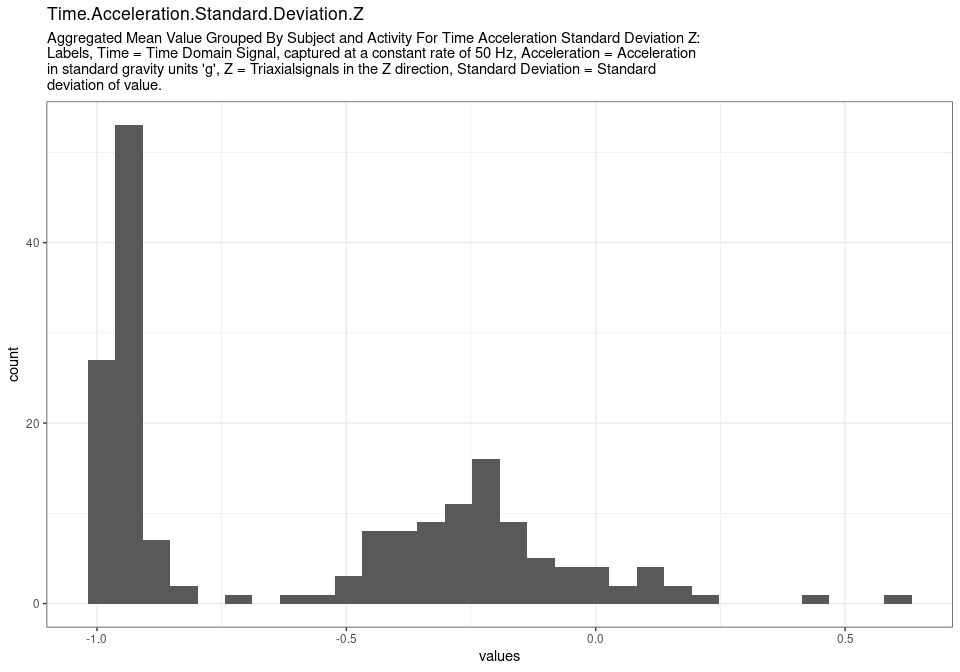 Time.Acceleration.Standard.Deviation.Z
Aggregated Mean Value Grouped By Subject and Activity For Time Acceleration Standard Deviation Z:
Labels, Time = Time Domain Signal, captured at a constant rate of 50 Hz, Acceleration = Acceleration
in standard gravity units 'g', Z = Triaxialsignals in the Z direction, Standard Deviation = Standard
deviation of value.
count
40
20
0
-1.0
-0.5
0.0
0.5
values